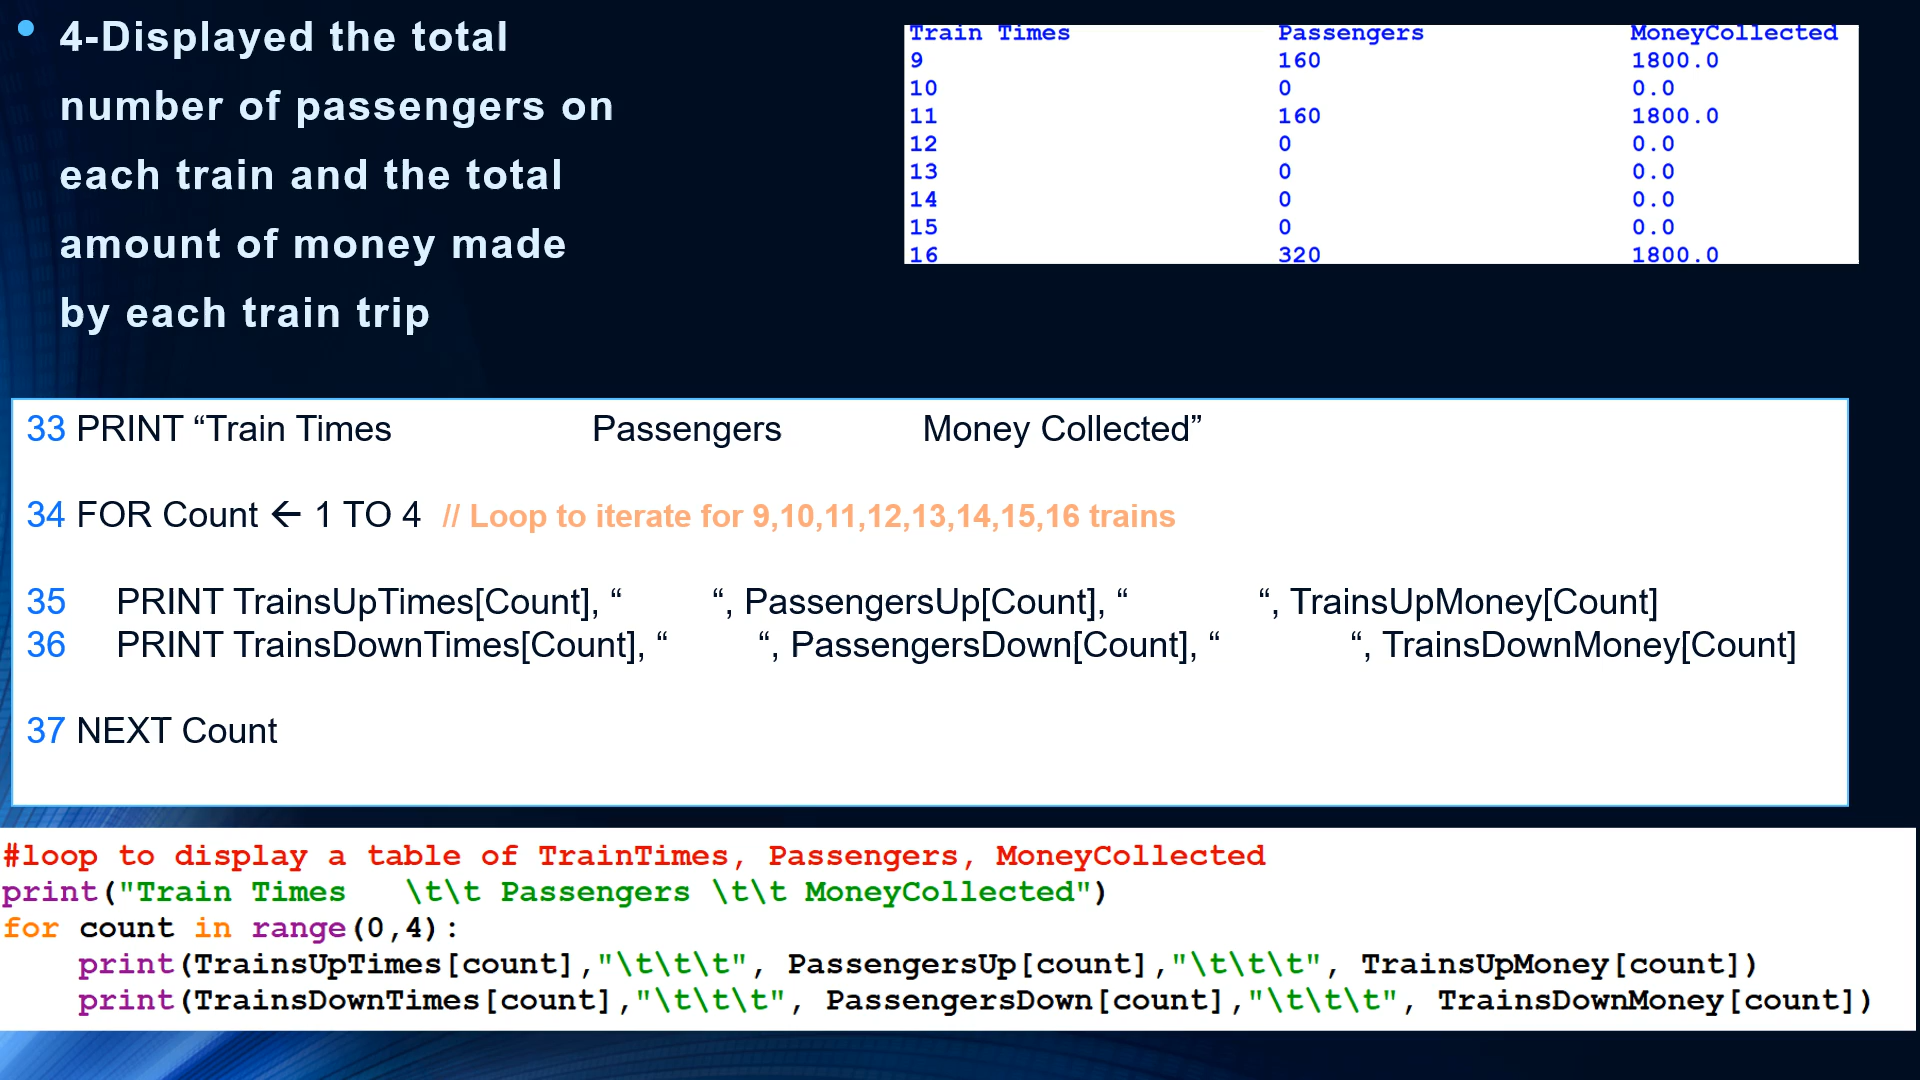 • 4-Displayed the total
number of passengers on
each train and the total
amount of money made
by each train trip
Train Times Passengers MoneyCollected
9 160 1800.0
10 0 0.0
11 160 1800.0
12 0 0.0
13 0 0.0
14 0 0.0
15 0 0.0
16 320 1800.0
33 PRINT “Train Times Passengers Money Collected”
34 FOR Count ← 1 TO 4 // Loop to iterate for 9,10,11,12,13,14,15,16 trains
35 PRINT TrainsUpTimes[Count], “ “, PassengersUp[Count], “ “, TrainsUpMoney[Count]
36 PRINT TrainsDownTimes[Count], “ “, PassengersDown[Count], “ “, TrainsDownMoney[Count]
37 NEXT Count
#loop to display a table of TrainTimes, Passengers, MoneyCollected
print("Train Times \t\t Passengers \t\t MoneyCollected")
for count in range(0,4):
print(TrainsUpTimes[count],"\t\t\t", PassengersUp[count],"\t\t\t", TrainsUpMoney[count])
print(TrainsDownTimes[count],"\t\t\t", PassengersDown[count],"\t\t\t", TrainsDownMoney[count])